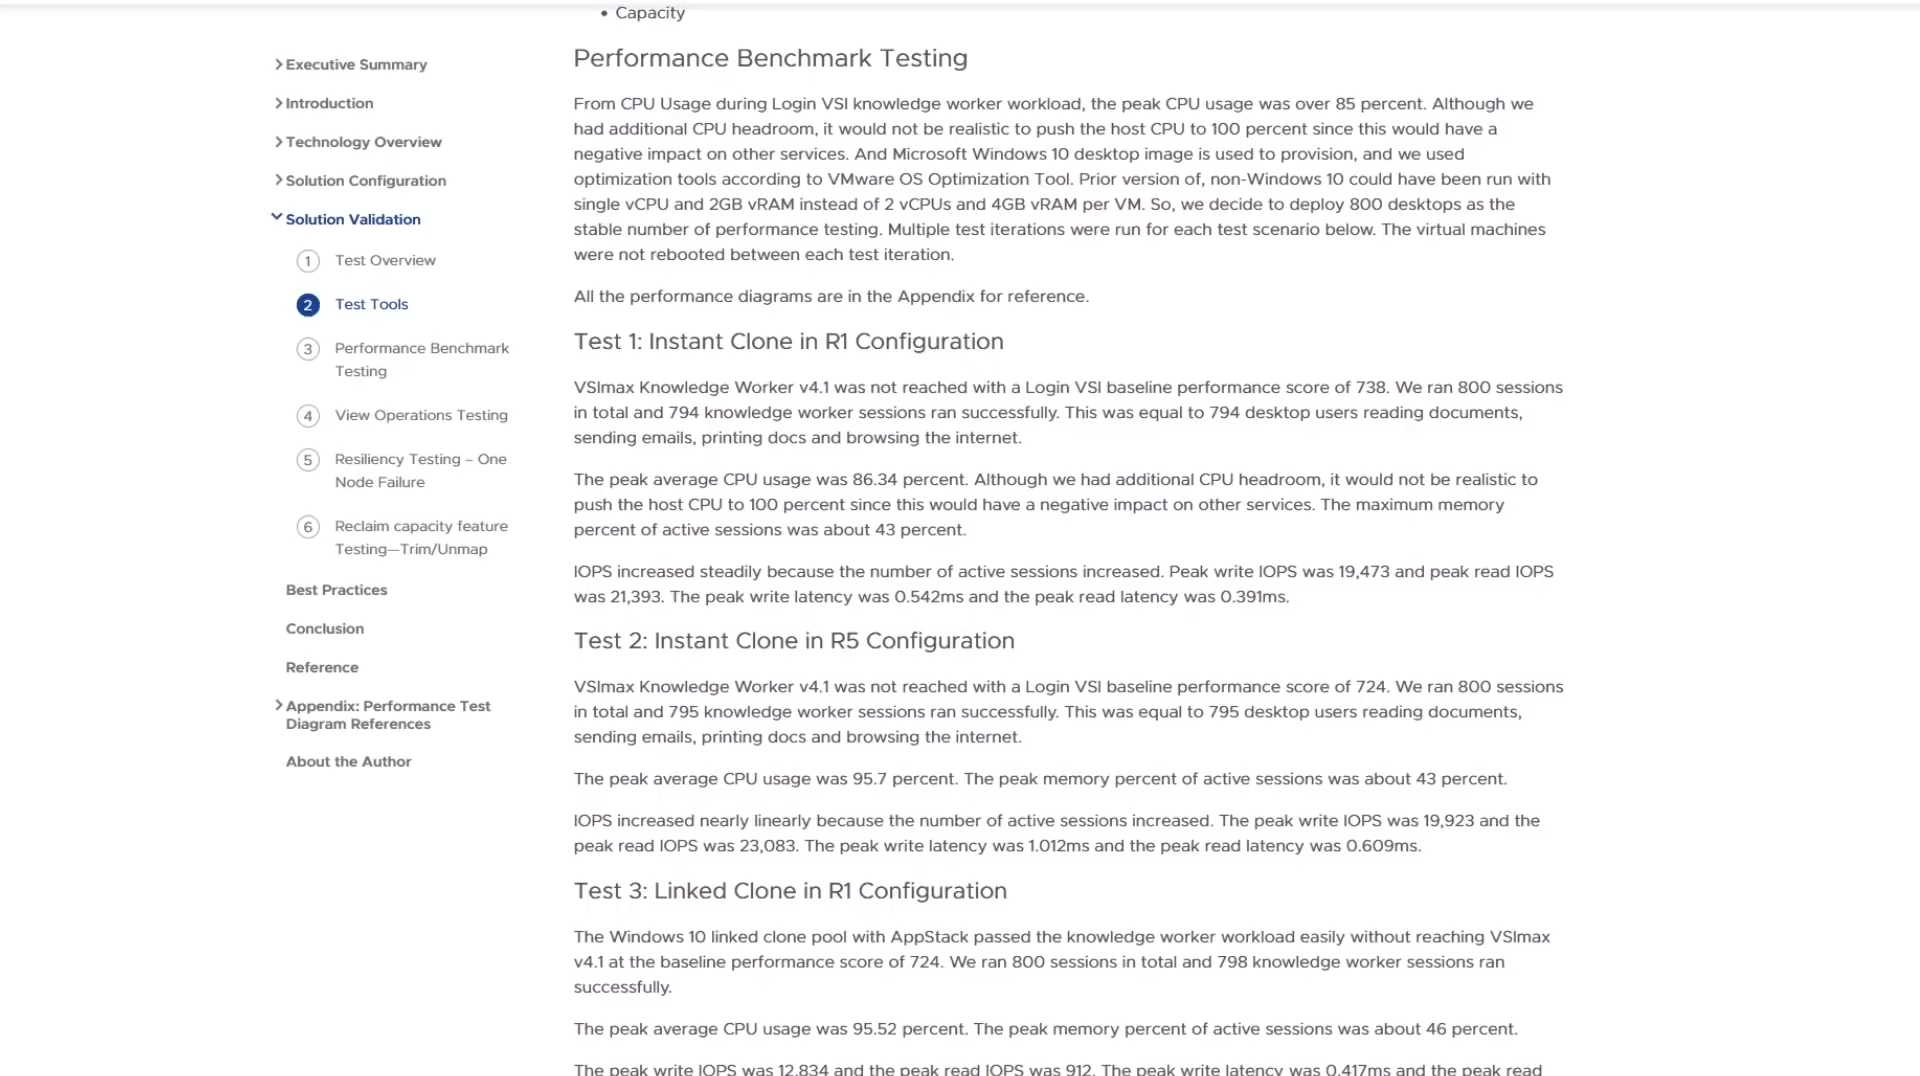 • Capacity
Executive Summary
Introduction
Technology Overview
Solution Configuration
Solution Validation
1 Test Overview
2 Test Tools
3 Performance Benchmark
Testing
4 View Operations Testing
5 Resiliency Testing – One
Node Failure
6 Reclaim capacity feature
Testing—Trim/Unmap
Best Practices
Conclusion
Reference
Appendix: Performance Test
Diagram References
About the Author
Performance Benchmark Testing
From CPU Usage during Login VSI knowledge worker workload, the peak CPU usage was over 85 percent. Although we
had additional CPU headroom, it would not be realistic to push the host CPU to 100 percent since this would have a
negative impact on other services. And Microsoft Windows 10 desktop image is used to provision, and we used
optimization tools according to VMware OS Optimization Tool. Prior version of, non-Windows 10 could have been run with
single vCPU and 2GB vRAM instead of 2 vCPUs and 4GB vRAM per VM. So, we decide to deploy 800 desktops as the
stable number of performance testing. Multiple test iterations were run for each test scenario below. The virtual machines
were not rebooted between each test iteration.
All the performance diagrams are in the Appendix for reference.
Test 1: Instant Clone in R1 Configuration
VSImax Knowledge Worker v4.1 was not reached with a Login VSI baseline performance score of 738. We ran 800 sessions
in total and 794 knowledge worker sessions ran successfully. This was equal to 794 desktop users reading documents,
sending emails, printing docs and browsing the internet.
The peak average CPU usage was 86.34 percent. Although we had additional CPU headroom, it would not be realistic to
push the host CPU to 100 percent since this would have a negative impact on other services. The maximum memory
percent of active sessions was about 43 percent.
IOPS increased steadily because the number of active sessions increased. Peak write IOPS was 19,473 and peak read IOPS
was 21,393. The peak write latency was 0.542ms and the peak read latency was 0.391ms.
Test 2: Instant Clone in R5 Configuration
VSImax Knowledge Worker v4.1 was not reached with a Login VSI baseline performance score of 724. We ran 800 sessions
in total and 795 knowledge worker sessions ran successfully. This was equal to 795 desktop users reading documents,
sending emails, printing docs and browsing the internet.
The peak average CPU usage was 95.7 percent. The peak memory percent of active sessions was about 43 percent.
IOPS increased nearly linearly because the number of active sessions increased. The peak write IOPS was 19,923 and the
peak read IOPS was 23,083. The peak write latency was 1.012ms and the peak read latency was 0.609ms.
Test 3: Linked Clone in R1 Configuration
The Windows 10 linked clone pool with AppStack passed the knowledge worker workload easily without reaching VSImax
v4.1 at the baseline performance score of 724. We ran 800 sessions in total and 798 knowledge worker sessions ran
successfully.
The peak average CPU usage was 95.52 percent. The peak memory percent of active sessions was about 46 percent.
The peak write IOPS was 12,834 and the peak read IOPS was 912. The peak write latency was 0.417ms and the peak read